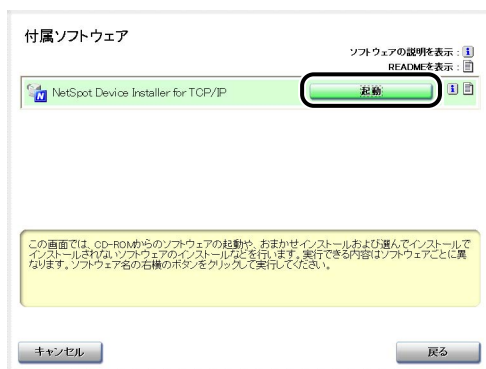 付属ソフトウェア
ソフトウェアの説明を表示:
READMEを表示:
NetSpot Device Installer for TCP/IP
起動
この画面では、CD-ROMからのソフトウェアの起動や、おまかせインストールおよび選んでインストールで
インストールされないソフトウェアのインストールなどを行います。実行できる内容はソフトウェアごとに異
なります。ソフトウェア名の右横のボタンをクリックして実行してください。
キャンセル
戻る